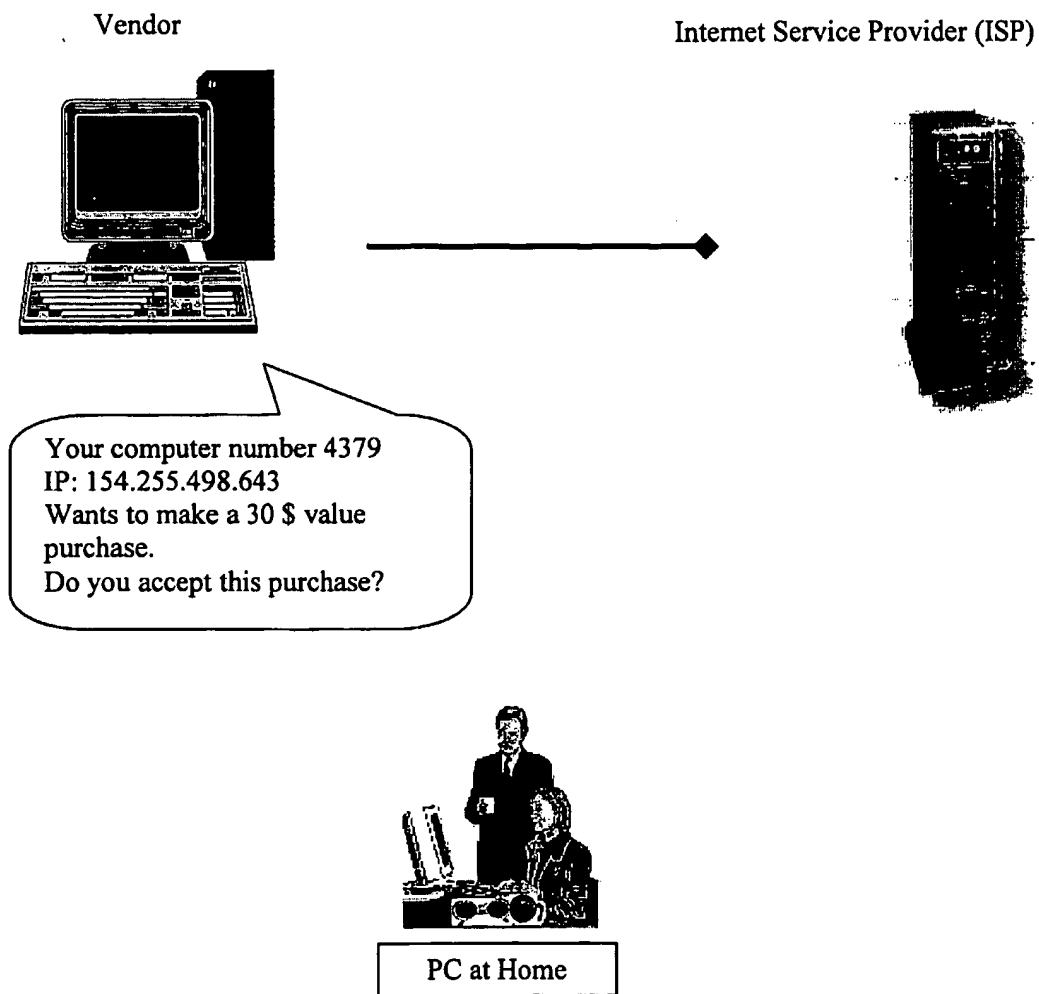 Vendor
Internet Service Provider (ISP)
Your computer number 4379
IP: 154.255.498.643
Wants to make a 30 $ value
purchase.
Do you accept this purchase?
PC at Home